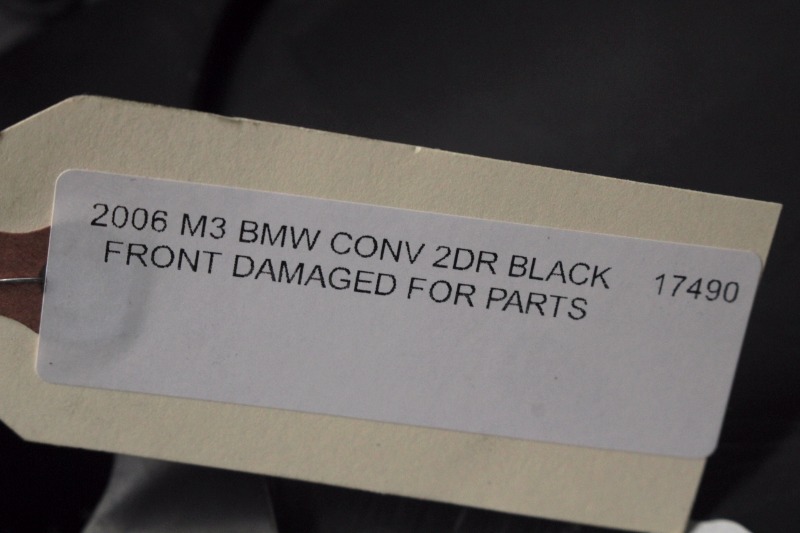 2006 M3 BMW CONV 2DR BLACK 17490
FRONT DAMAGED FOR PARTS